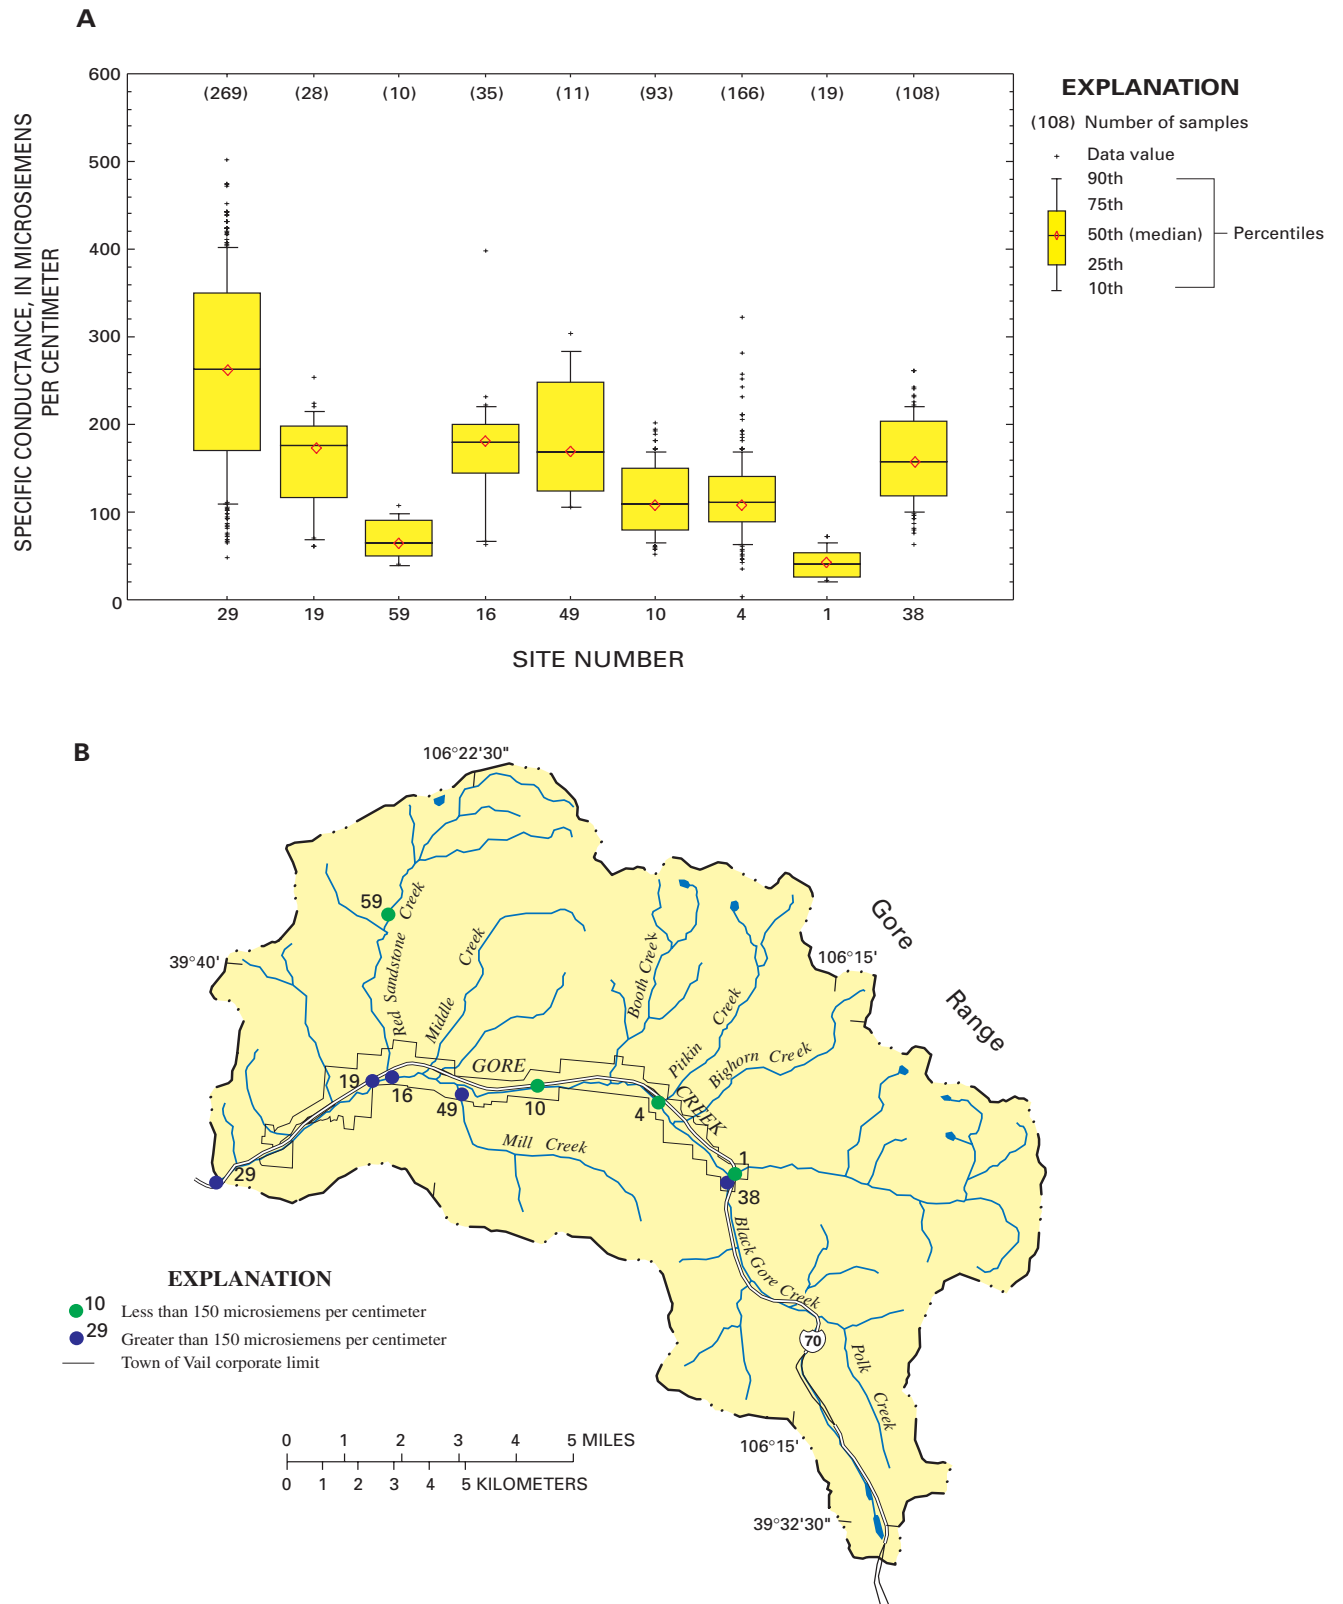 A
SPECIFIC CONDUCTANCE, IN MICROSIEMENS
PER CENTIMETER
600
500
400
300
200
100
0
(269) (28) (10) (35) (11) (93) (166) (19) (108)
29 19 59 16 49 10 4 1 38
SITE NUMBER
EXPLANATION
(108) Number of samples
Data value
90th
75th
50th (median)
25th
10th
Percentiles
B
106°22'30"
39°40'
106°15'
Gore
Range
59
Red Sandstone Creek
Middle Creek
Booth Creek
Pitkin Creek
Bighorn Creek
GORE
CREEK
19
16
49
10
4
1
38
29
Mill Creek
Black Gore Creek
70
Polk Creek
106°15'
39°32'30"
EXPLANATION
10 Less than 150 microsiemens per centimeter
29 Greater than 150 microsiemens per centimeter
Town of Vail corporate limit
0 1 2 3 4 5 MILES
0 1 2 3 4 5 KILOMETERS